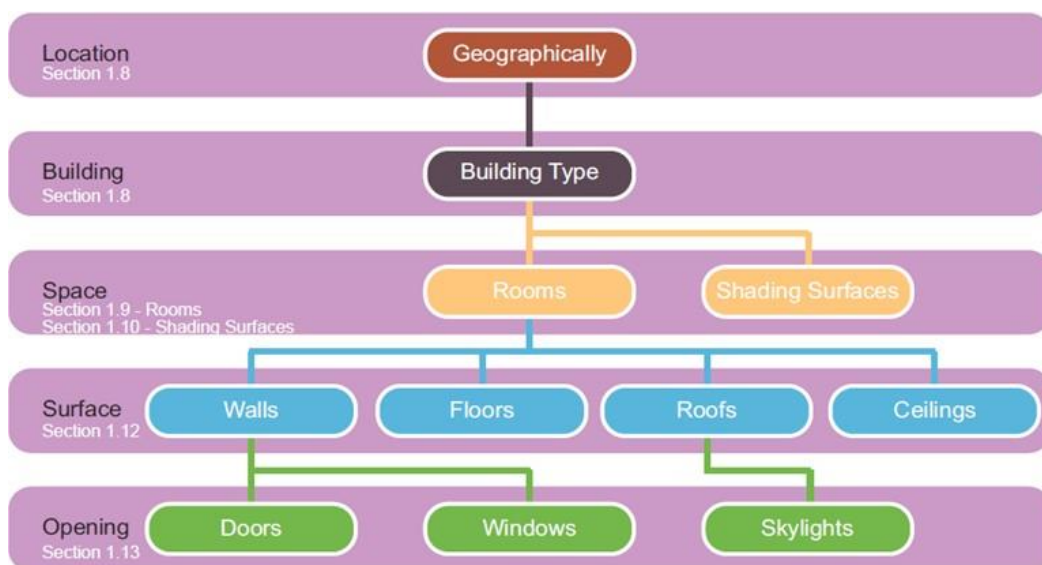 Location
Section 1.8
Geographically
Building
Section 1.8
Building Type
Space
Section 1.9 - Rooms
Section 1.10 - Shading Surfaces
Rooms
Shading Surfaces
Surface
Section 1.12
Walls
Floors
Roofs
Ceilings
Opening
Section 1.13
Doors
Windows
Skylights